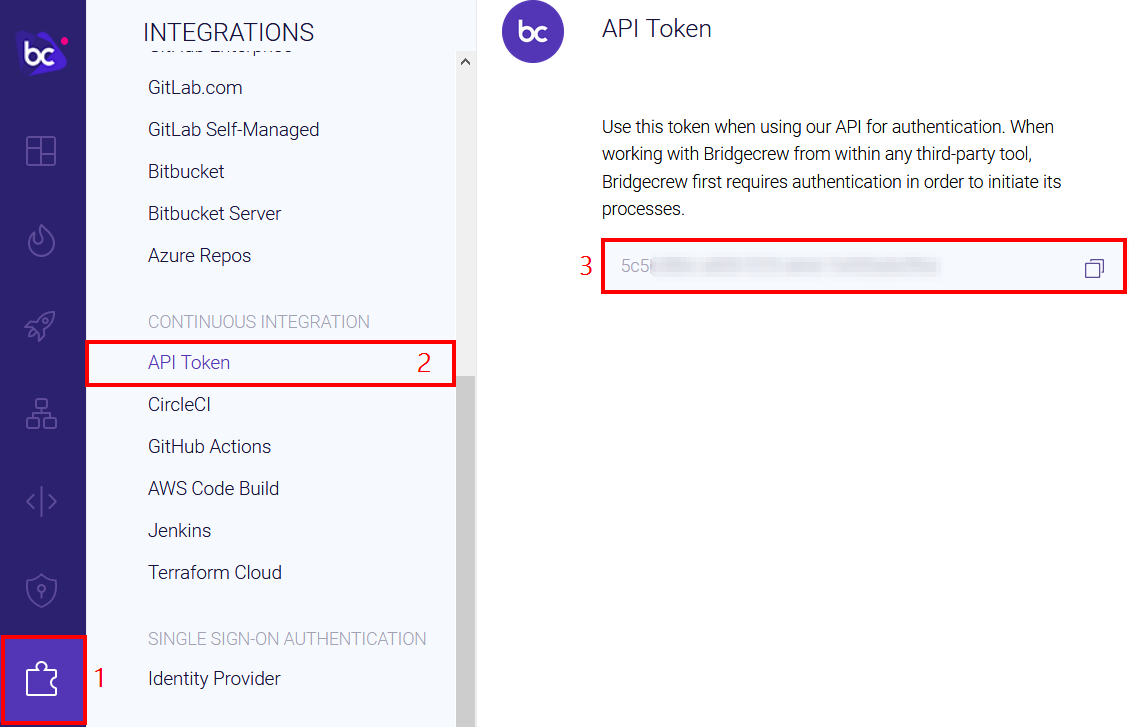 bc
INTEGRATIONS
GitHub Enterprise
GitLab.com
GitLab Self-Managed
Bitbucket
Bitbucket Server
Azure Repos
CONTINUOUS INTEGRATION
API Token
2
CircleCI
GitHub Actions
AWS Code Build
Jenkins
Terraform Cloud
SINGLE SIGN-ON AUTHENTICATION
Identity Provider
1
bc
API Token
Use this token when using our API for authentication. When
working with Bridgecrew from within any third-party tool,
Bridgecrew first requires authentication in order to initiate its
processes.
3
5c5